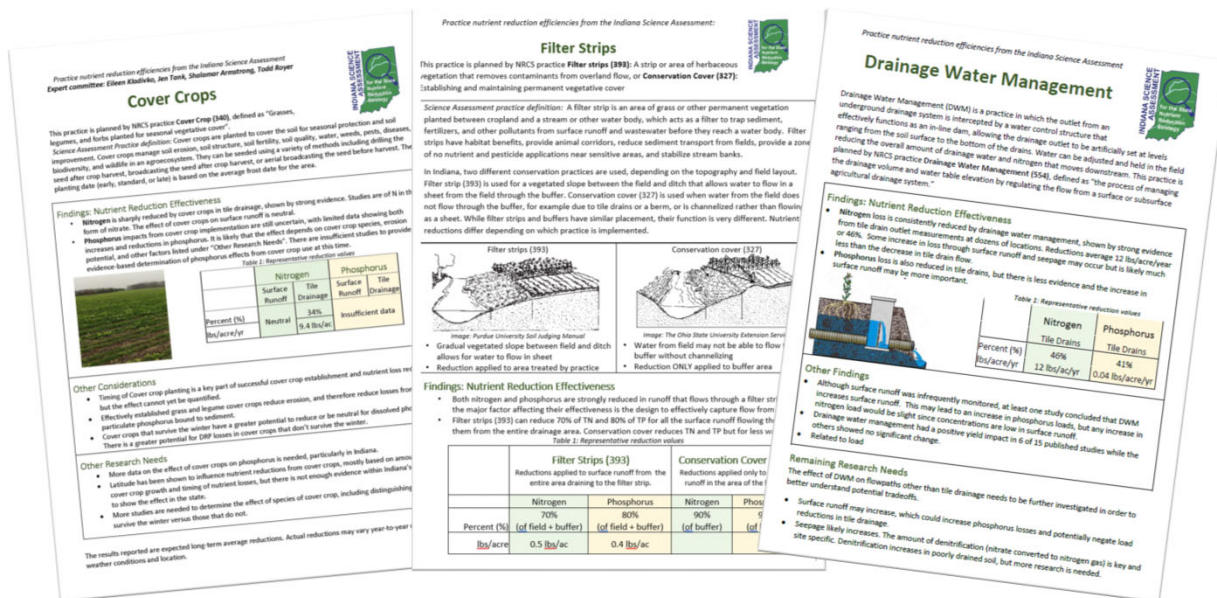 Practice nutrient reduction efficiencies from the Indiana Science Assessment
Expert committee: Eileen Kladivko, Jen Tank, Shalamar Armstrong, Todd Royer
Cover Crops
INDIANA SCIENCE
ASSESSMENT
For the State
Nutrient
Reduction
Strategy
This practice is planned by NRCS practice Cover Crop (340), defined as "Grasses,
legumes, and forbs planted for seasonal vegetative cover".
Science Assessment Practice definition: Cover crops are planted to cover the soil for seasonal protection and soil
improvement. Cover crops manage soil erosion, soil structure, soil fertility, soil quality, water, weeds, pests, diseases,
biodiversity, and wildlife in an agroecosystem. They can be seeded using a variety of methods including drilling the
seed after crop harvest, broadcasting the seed after harvest, or aerial broadcasting the seed before harvest. The
planting date (early, standard, or late) is based on the average frost date for the area.
Findings: Nutrient Reduction Effectiveness
• Nitrogen is sharply reduced by cover crops in tile drainage, shown by strong evidence. Studies are of N in th
form of nitrate. The effect of cover crops on surface runoff is neutral.
• Phosphorus impacts from cover crop implementation are still uncertain, with limited data showing both
increases and reductions in phosphorus. It is likely that the effect depends on cover crop species, erosion
potential, and other factors listed under "Other Research Needs". There are insufficient studies to provide
evidence-based determination of phosphorus effects from cover crop use at this time.
Table 1: Representative reduction values
Nitrogen Phosphorus
Surface Runoff Tile Drainage Surface Runoff Tile Drainage
Percent (%) Neutral 34% Insufficient data
lbs/acre/yr 9.4 lbs/ac
Other Considerations
• Timing of Cover crop planting is a key part of successful cover crop establishment and nutrient loss re
but the effect cannot yet be quantified.
• Effectively established grass and legume cover crops reduce erosion, and therefore reduce losses from
particulate phosphorus bound to sediment.
• Cover crops that survive the winter have a greater potential to reduce or be neutral for dissolved pho
There is a greater potential for DRP losses in cover crops that don't survive the winter.
Other Research Needs
• More data on the effect of cover crops on phosphorus is needed, particularly in Indiana.
• Latitude has been shown to influence nutrient reductions from cover crops, mostly based on amou
cover crop growth and timing of nutrient losses, but there is not enough evidence within Indiana's
to show the effect in the state.
• More studies are needed to determine the effect of species of cover crop, including distinguishing
survive the winter versus those that do not.
The results reported are expected long-term average reductions. Actual reductions may vary year-to-year
weather conditions and location.
Practice nutrient reduction efficiencies from the Indiana Science Assessment:
Filter Strips
INDIANA SCIENCE
ASSESSMENT
For the State
Nutrient
Reduction
Strategy
This practice is planned by NRCS practice Filter strips (393): A strip or area of herbaceous
vegetation that removes contaminants from overland flow, or Conservation Cover (327):
Establishing and maintaining permanent vegetative cover
Science Assessment practice definition: A filter strip is an area of grass or other permanent vegetation
planted between cropland and a stream or other water body, which acts as a filter to trap sediment,
fertilizers, and other pollutants from surface runoff and wastewater before they reach a water body. Filter
strips have habitat benefits, provide animal corridors, reduce sediment transport from fields, provide a zone
of no nutrient and pesticide applications near sensitive areas, and stabilize stream banks.
In Indiana, two different conservation practices are used, depending on the topography and field layout.
Filter strip (393) is used for a vegetated slope between the field and ditch that allows water to flow in a
sheet from the field through the buffer. Conservation cover (327) is used when water from the field does
not flow through the buffer, for example due to tile drains or a berm, or is channelized rather than flowing
as a sheet. While filter strips and buffers have similar placement, their function is very different. Nutrient
reductions differ depending on which practice is implemented.
Filter strips (393) Conservation cover (327)
Image: Purdue University Soil Judging Manual Image: The Ohio State University Extension Servi
• Gradual vegetated slope between field and ditch
allows for water to flow in sheet
• Reduction applied to area treated by practice
• Water from field may not be able to flow
buffer without channelizing
• Reduction ONLY applied to buffer area
Findings: Nutrient Reduction Effectiveness
• Both nitrogen and phosphorus are strongly reduced in runoff that flows through a filter stri
the major factor affecting their effectiveness is the design to effectively capture flow from
• Filter strips (393) can reduce 70% of TN and 80% of TP for all the surface runoff flowing thr
them from the entire drainage area. Conservation cover reduces TN and TP but for less w
Table 1: Representative reduction values
Filter Strips (393) Conservation Cover
Reductions applied to surface runoff from the Reductions applied only to
entire area draining to the filter strip. runoff in the area of the
Nitrogen Phosphorus Nitrogen Phos
70% 80% 90% 9
Percent (%) (of field + buffer) (of field + buffer) (of buffer)
lbs/acre 0.5 lbs/ac 0.4 lbs/ac
Practice nutrient reduction efficiencies from the Indiana Science Assessment
Drainage Water Management
INDIANA SCIENCE
ASSESSMENT
For the State
Nutrient
Reduction
Strategy
Drainage Water Management (DWM) is a practice in which the outlet from an
underground drainage system is intercepted by a water control structure that
effectively functions as an in-line dam, allowing the drainage outlet to be artificially set at levels
ranging from the soil surface to the bottom of the drains. Water can be adjusted and held in the field
reducing the overall amount of drainage water and nitrogen that moves downstream. This practice is
planned by NRCS practice Drainage Water Management (554), defined as "the process of managing
the drainage volume and water table elevation by regulating the flow from a surface or subsurface
agricultural drainage system."
Findings: Nutrient Reduction Effectiveness
• Nitrogen loss is consistently reduced by drainage water management, shown by strong evidence
from tile drain outlet measurements at dozens of locations. Reductions average 12 lbs/acre/year
or 46%. Some increase in loss through surface runoff and seepage may occur but is likely much
less than the decrease in tile drain flow.
• Phosphorus loss is also reduced in tile drains, but there is less evidence and the increase in
surface runoff may be more important.
Table 1: Representative reduction values
Nitrogen Phosphorus
Tile Drains Tile Drains
Percent (%) 46% 41%
lbs/acre/yr 12 lbs/ac/yr 0.04 lbs/acre/yr
Other Findings
• Although surface runoff was infrequently monitored, at least one study concluded that DWM
increases surface runoff. This may lead to an increase in phosphorus loads, but any increase in
nitrogen load would be slight since concentrations are low in surface runoff.
• Drainage water management had a positive yield impact in 6 of 15 published studies while the
others showed no significant change.
• Related to load
Remaining Research Needs
The effect of DWM on flowpaths other than tile drainage needs to be further investigated in order to
better understand potential tradeoffs.
• Surface runoff may increase, which could increase phosphorus losses and potentially negate load
reductions in tile drainage.
• Seepage likely increases. The amount of denitrification (nitrate converted to nitrogen gas) is key and
site specific. Denitrification increases in poorly drained soil, but more research is needed.